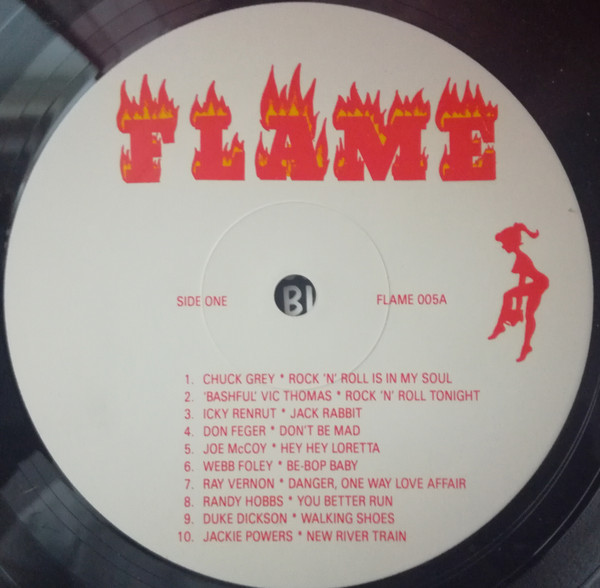 FLAME
SIDE ONE BI FLAME 005A
1. CHUCK GREY * ROCK 'N' ROLL IS IN MY SOUL
2. 'BASHFUL' VIC THOMAS * ROCK 'N' ROLL TONIGHT
3. ICKY RENRUT * JACK RABBIT
4. DON FEGER * DON'T BE MAD
5. JOE McCOY * HEY HEY LORETTA
6. WEBB FOLEY * BE-BOP BABY
7. RAY VERNON * DANGER, ONE WAY LOVE AFFAIR
8. RANDY HOBBS * YOU BETTER RUN
9. DUKE DICKSON * WALKING SHOES
10. JACKIE POWERS * NEW RIVER TRAIN